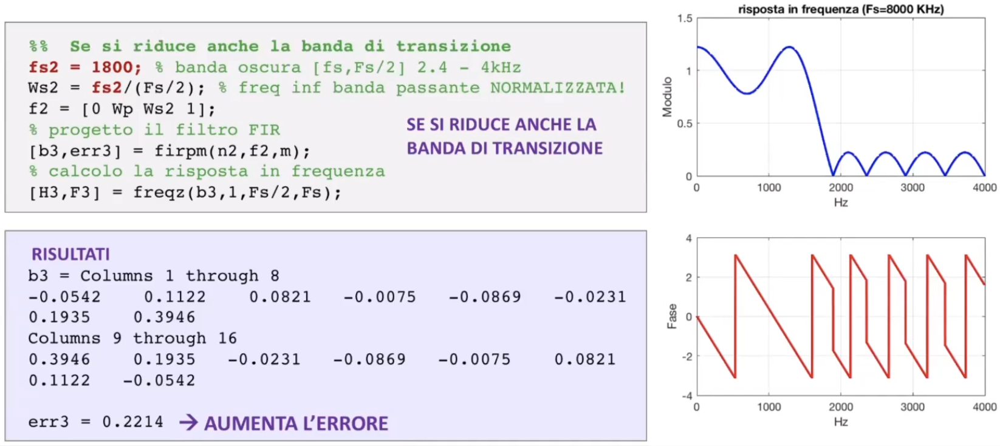 %%  Se si riduce anche la banda di transizione
fs2 = 1800; % banda oscura [fs,Fs/2] 2.4 - 4kHz
Ws2 = fs2/(Fs/2); % freq inf banda passante NORMALIZZATA!
f2 = [0 Wp Ws2 1];
% progetto il filtro FIR
[b3,err3] = firpm(n2,f2,m);
% calcolo la risposta in frequenza
[H3,F3] = freqz(b3,1,Fs/2,Fs);
SE SI RIDUCE ANCHE LA
BANDA DI TRANSIZIONE
risposta in frequenza (Fs=8000 KHz)
1.5
1
0.5
0
Modulo
0 1000 2000 3000 4000
Hz
RISULTATI
b3 = Columns 1 through 8
-0.0542 0.1122 0.0821 -0.0075 -0.0869 -0.0231
0.1935 0.3946
Columns 9 through 16
0.3946 0.1935 -0.0231 -0.0869 -0.0075 0.0821
0.1122 -0.0542
err3 = 0.2214 → AUMENTA L'ERRORE
4
2
0
-2
-4
Fase
0 1000 2000 3000 4000
Hz